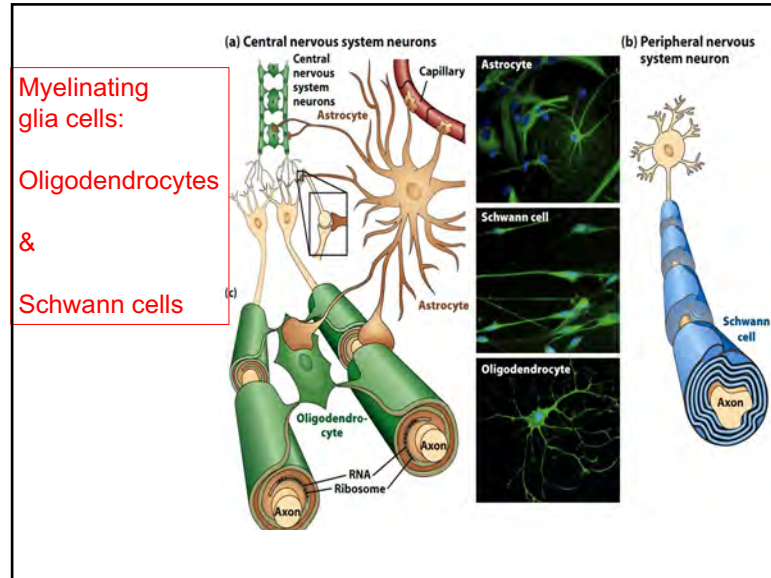 Myelinating
glia cells:
Oligodendrocytes
&
Schwann cells
(a) Central nervous system neurons
Central
nervous
system
neurons
Astrocyte
Capillary
Astrocyte
(c)
Oligodendro-
cyte
Axon
RNA
Ribosome
Axon
Astrocyte
Schwann cell
Oligodendrocyte
(b) Peripheral nervous
system neuron
Schwann
cell
Axon